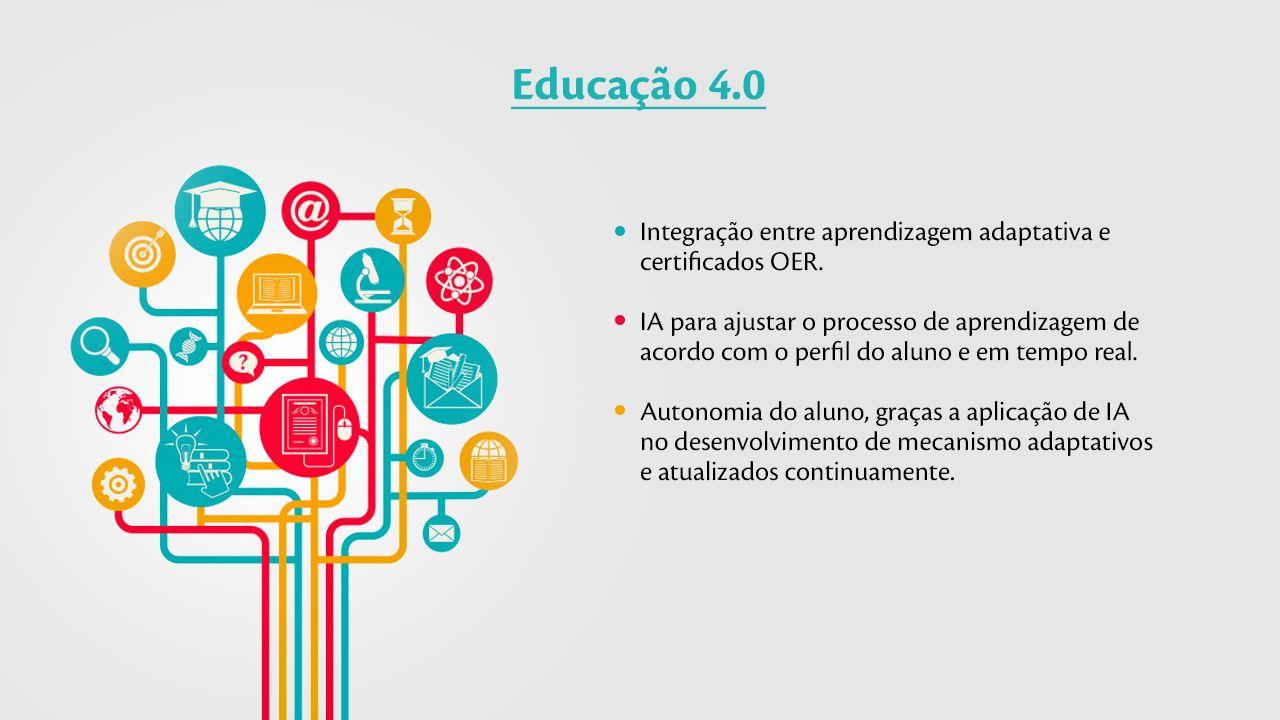 Educação 4.0
@
?
• Integração entre aprendizagem adaptativa e
certificados OER.
• IA para ajustar o processo de aprendizagem de
acordo com o perfil do aluno e em tempo real.
• Autonomia do aluno, graças a aplicação de IA
no desenvolvimento de mecanismo adaptativos
e atualizados continuamente.